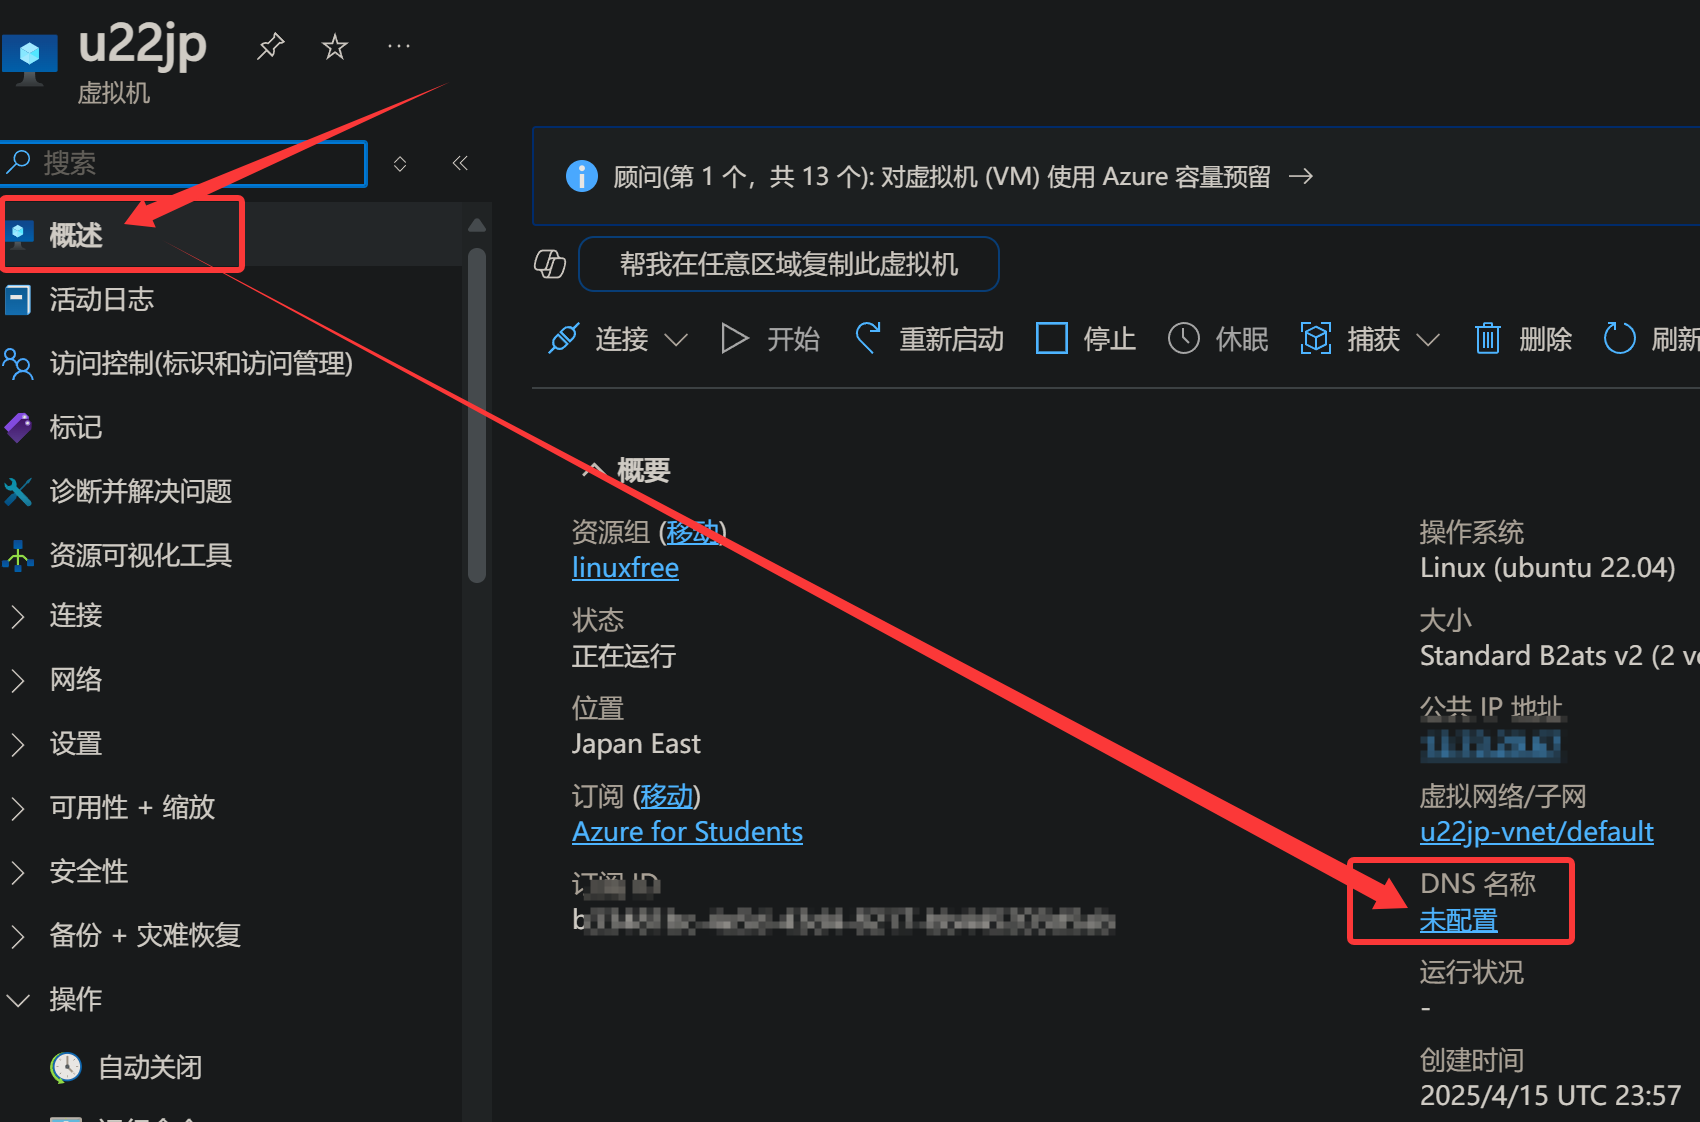 u22jp
虚拟机
搜索
概述
活动日志
访问控制(标识和访问管理)
标记
诊断并解决问题
资源可视化工具
连接
网络
设置
可用性 + 缩放
安全性
备份 + 灾难恢复
操作
自动关闭
顾问(第 1 个，共 13 个): 对虚拟机 (VM) 使用 Azure 容量预留
帮我在任意区域复制此虚拟机
连接 开始 重新启动 停止 休眠 捕获 删除 刷新
概要
资源组 (移动)
linuxfree
状态
正在运行
位置
Japan East
订阅 (移动)
Azure for Students
订阅 ID
操作系统
Linux (ubuntu 22.04)
大小
Standard B2ats v2 (2
公共 IP 地址
虚拟网络/子网
u22jp-vnet/default
DNS 名称
未配置
运行状况
-
创建时间
2025/4/15 UTC 23:57